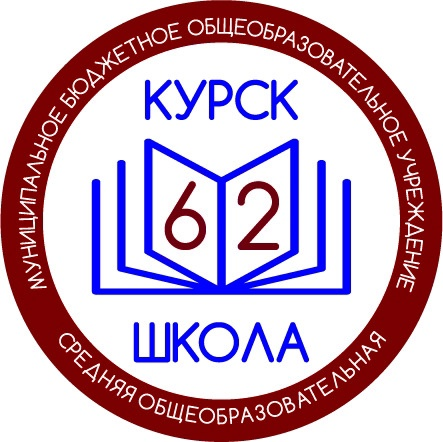 МУНИЦИПАЛЬНОЕ БЮДЖЕТНОЕ ОБЩЕОБРАЗОВАТЕЛЬНОЕ УЧРЕЖДЕНИЕ
КУРСК
62
ШКОЛА
СРЕДНЯЯ ОБЩЕОБРАЗОВАТЕЛЬНАЯ